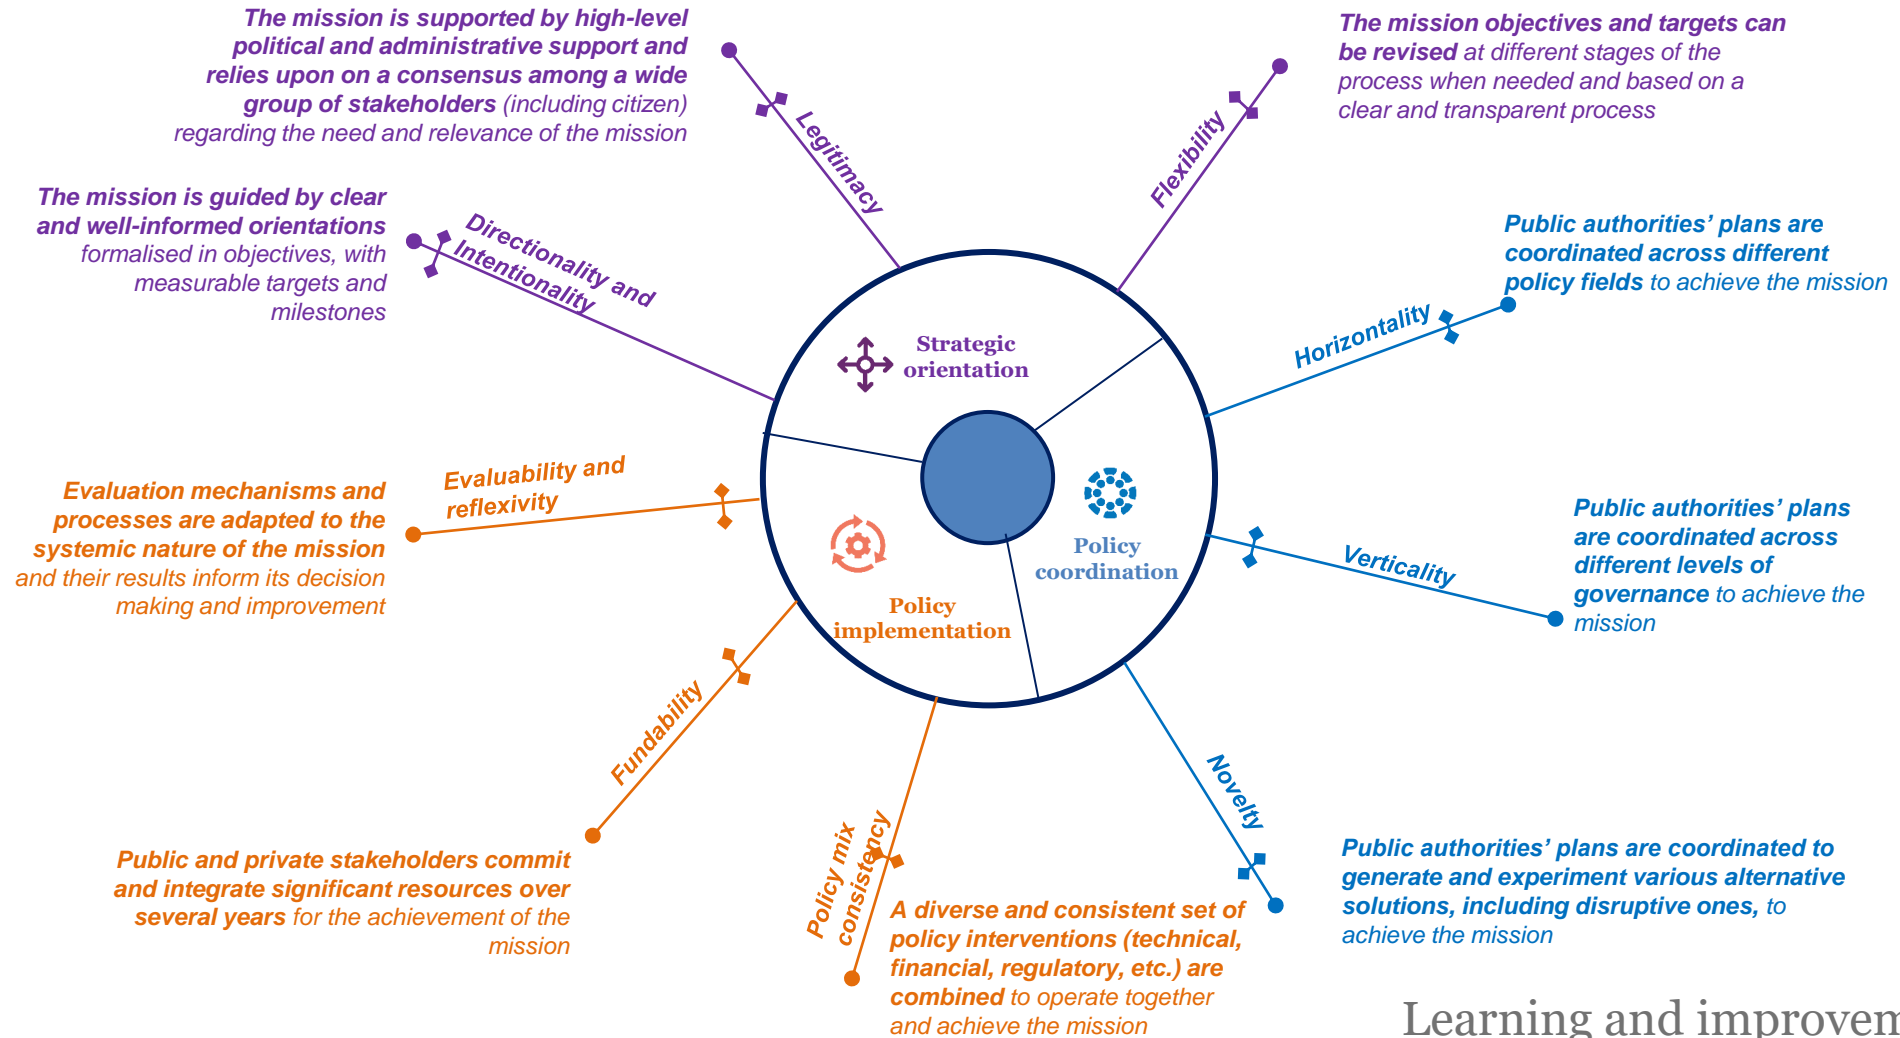 The mission is supported by high-level
political and administrative support and
relies upon on a consensus among a wide
group of stakeholders (including citizen)
regarding the need and relevance of the mission
Legitimacy
The mission objectives and targets can
be revised at different stages of the
process when needed and based on a
clear and transparent process
Flexibility
The mission is guided by clear
and well-informed orientations
formalised in objectives, with
measurable targets and
milestones
Directionality and
Intentionality
Public authorities’ plans are
coordinated across different
policy fields to achieve the mission
Horizontality
Strategic
orientation
Evaluation mechanisms and
processes are adapted to the
systemic nature of the mission
and their results inform its decision
making and improvement
Evaluability and
reflexivity
Policy
coordination
Public authorities’ plans
are coordinated across
different levels of
governance to achieve the
mission
Verticality
Policy
implementation
Fundability
Public and private stakeholders commit
and integrate significant resources over
several years for the achievement of the
mission
Policy mix
consistency
A diverse and consistent set of
policy interventions (technical,
financial, regulatory, etc.) are
combined to operate together
and achieve the mission
Novelty
Public authorities’ plans are coordinated to
generate and experiment various alternative
solutions, including disruptive ones, to
achieve the mission
Learning and improvem